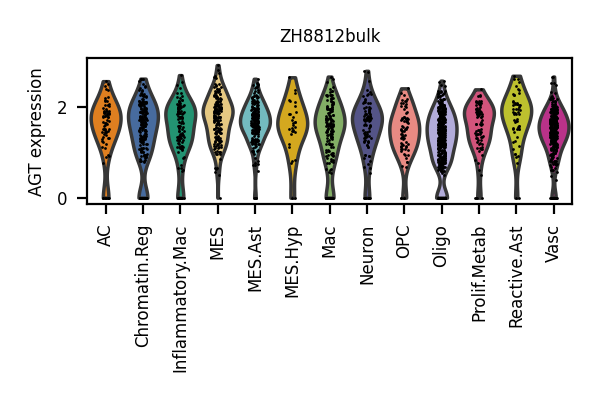 ZH8812bulk
AGT expression
2
0
AC
Chromatin.Reg
Inflammatory.Mac
MES
MES.Ast
MES.Hyp
Mac
Neuron
OPC
Oligo
Prolif.Metab
Reactive.Ast
Vasc